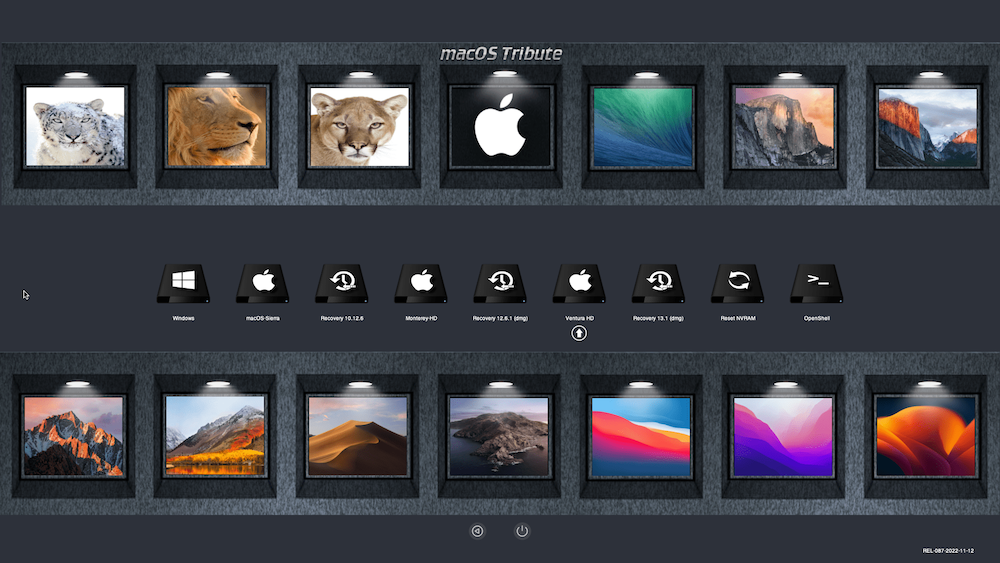 macOS Tribute
Windows
macOS-Sierra
Recovery 10.12.6
Monterey-HD
Recovery 12.6.1 (dmg)
Ventura HD
Recovery 13.1 (dmg)
Reset NVRAM
OpenShell
REL-087-2022-11-12